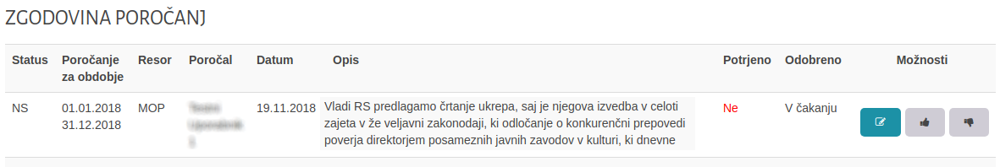 ZGODOVINA POROČANJ
Status Poročanje za obdobje Resor Poročal Datum Opis Potrjeno Odobreno Možnosti
NS 01.01.2018 MOP 19.11.2018 Vladi RS predlagamo črtanje ukrepa, saj je njegova izvedba v celoti Ne V čakanju
31.12.2018 zajeta v že veljavni zakonodaji, ki odločanje o konkurenčni prepovedi
poverja direktorjem posameznih javnih zavodov v kulturi, ki dnevne